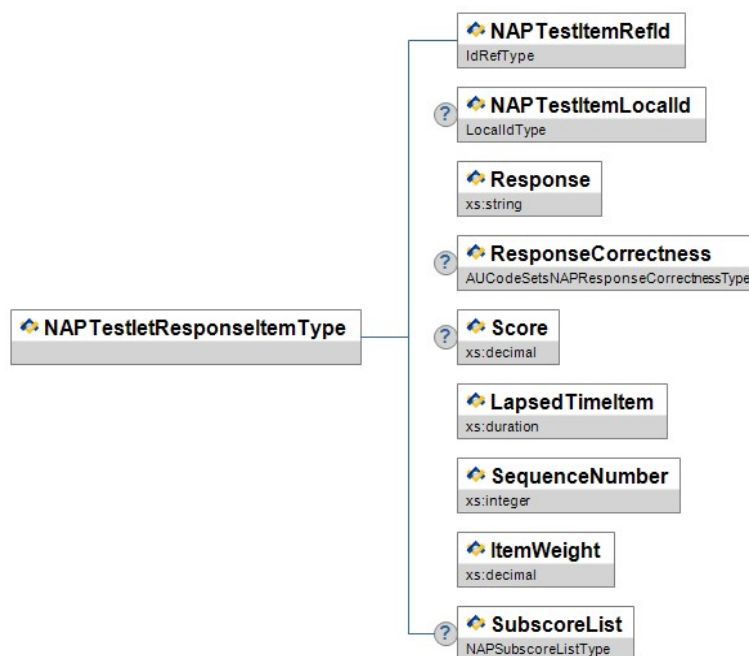 NAPTestItemRefId
IdRefType
?
NAPTestItemLocalId
LocalIdType
Response
xs:string
?
ResponseCorrectness
AUCodeSetsNAPResponseCorrectnessType
NAPTestletResponseItemType
?
Score
xs:decimal
LapsedTimeItem
xs:duration
SequenceNumber
xs:integer
ItemWeight
xs:decimal
?
SubscoreList
NAPSubscoreListType